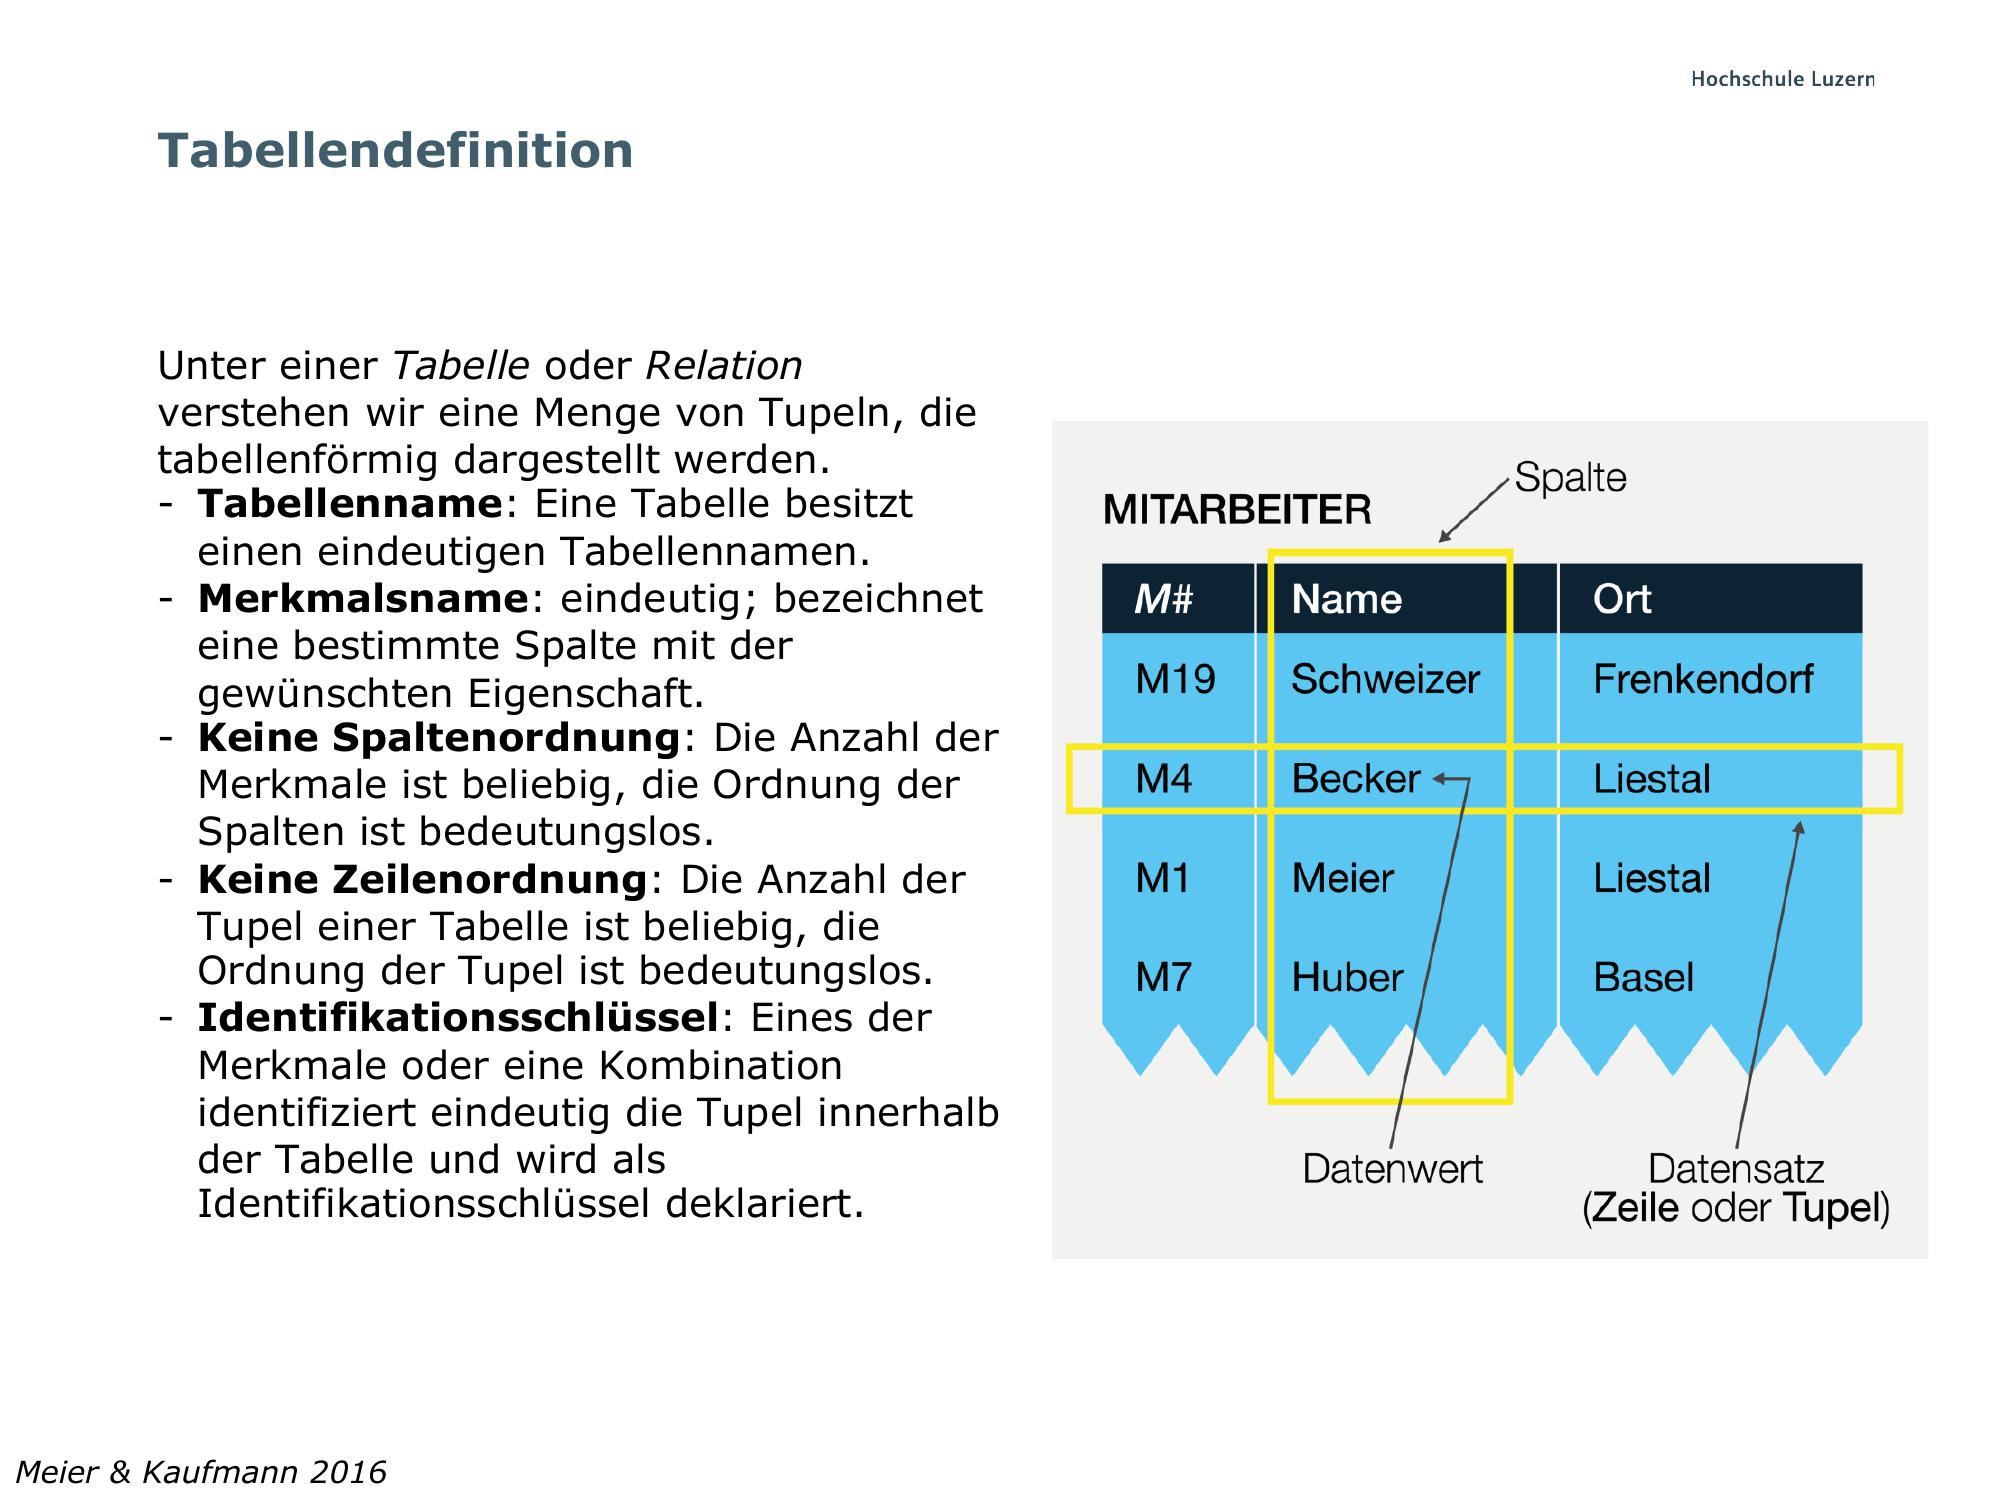 Hochschule Luzern
Tabellendefinition
Unter einer Tabelle oder Relation
verstehen wir eine Menge von Tupeln, die
tabellenförmig dargestellt werden.
- Tabellenname: Eine Tabelle besitzt
einen eindeutigen Tabellennamen.
- Merkmalsname: eindeutig; bezeichnet
eine bestimmte Spalte mit der
gewünschten Eigenschaft.
- Keine Spaltenordnung: Die Anzahl der
Merkmale ist beliebig, die Ordnung der
Spalten ist bedeutungslos.
- Keine Zeilenordnung: Die Anzahl der
Tupel einer Tabelle ist beliebig, die
Ordnung der Tupel ist bedeutungslos.
- Identifikationsschlüssel: Eines der
Merkmale oder eine Kombination
identifiziert eindeutig die Tupel innerhalb
der Tabelle und wird als
Identifikationsschlüssel deklariert.
Spalte
MITARBEITER
M# Name Ort
M19 Schweizer Frenkendorf
M4 Becker Liestal
M1 Meier Liestal
M7 Huber Basel
Datenwert
Datensatz
(Zeile oder Tupel)
Meier & Kaufmann 2016